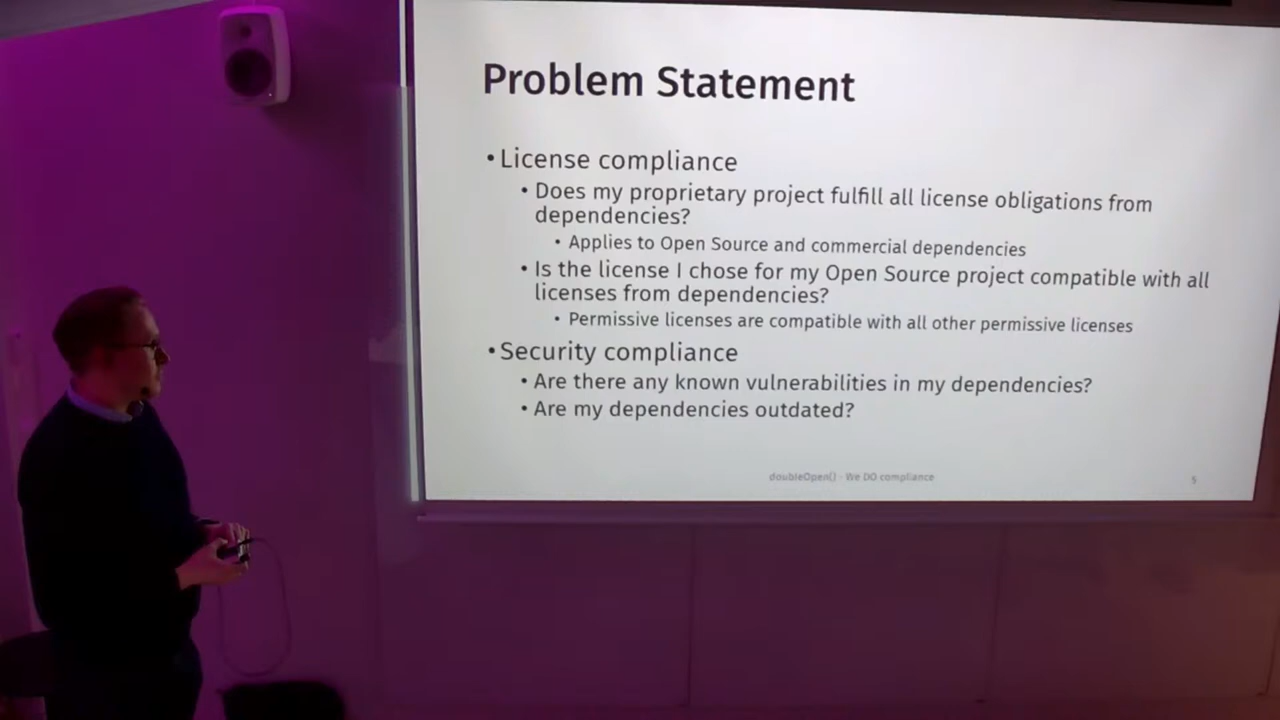 Problem Statement
• License compliance
• Does my proprietary project fulfill all license obligations from
dependencies?
• Applies to Open Source and commercial dependencies
• Is the license I chose for my Open Source project compatible with all
licenses from dependencies?
• Permissive licenses are compatible with all other permissive licenses
• Security compliance
• Are there any known vulnerabilities in my dependencies?
• Are my dependencies outdated?
doubleOpen() - We DO compliance
5